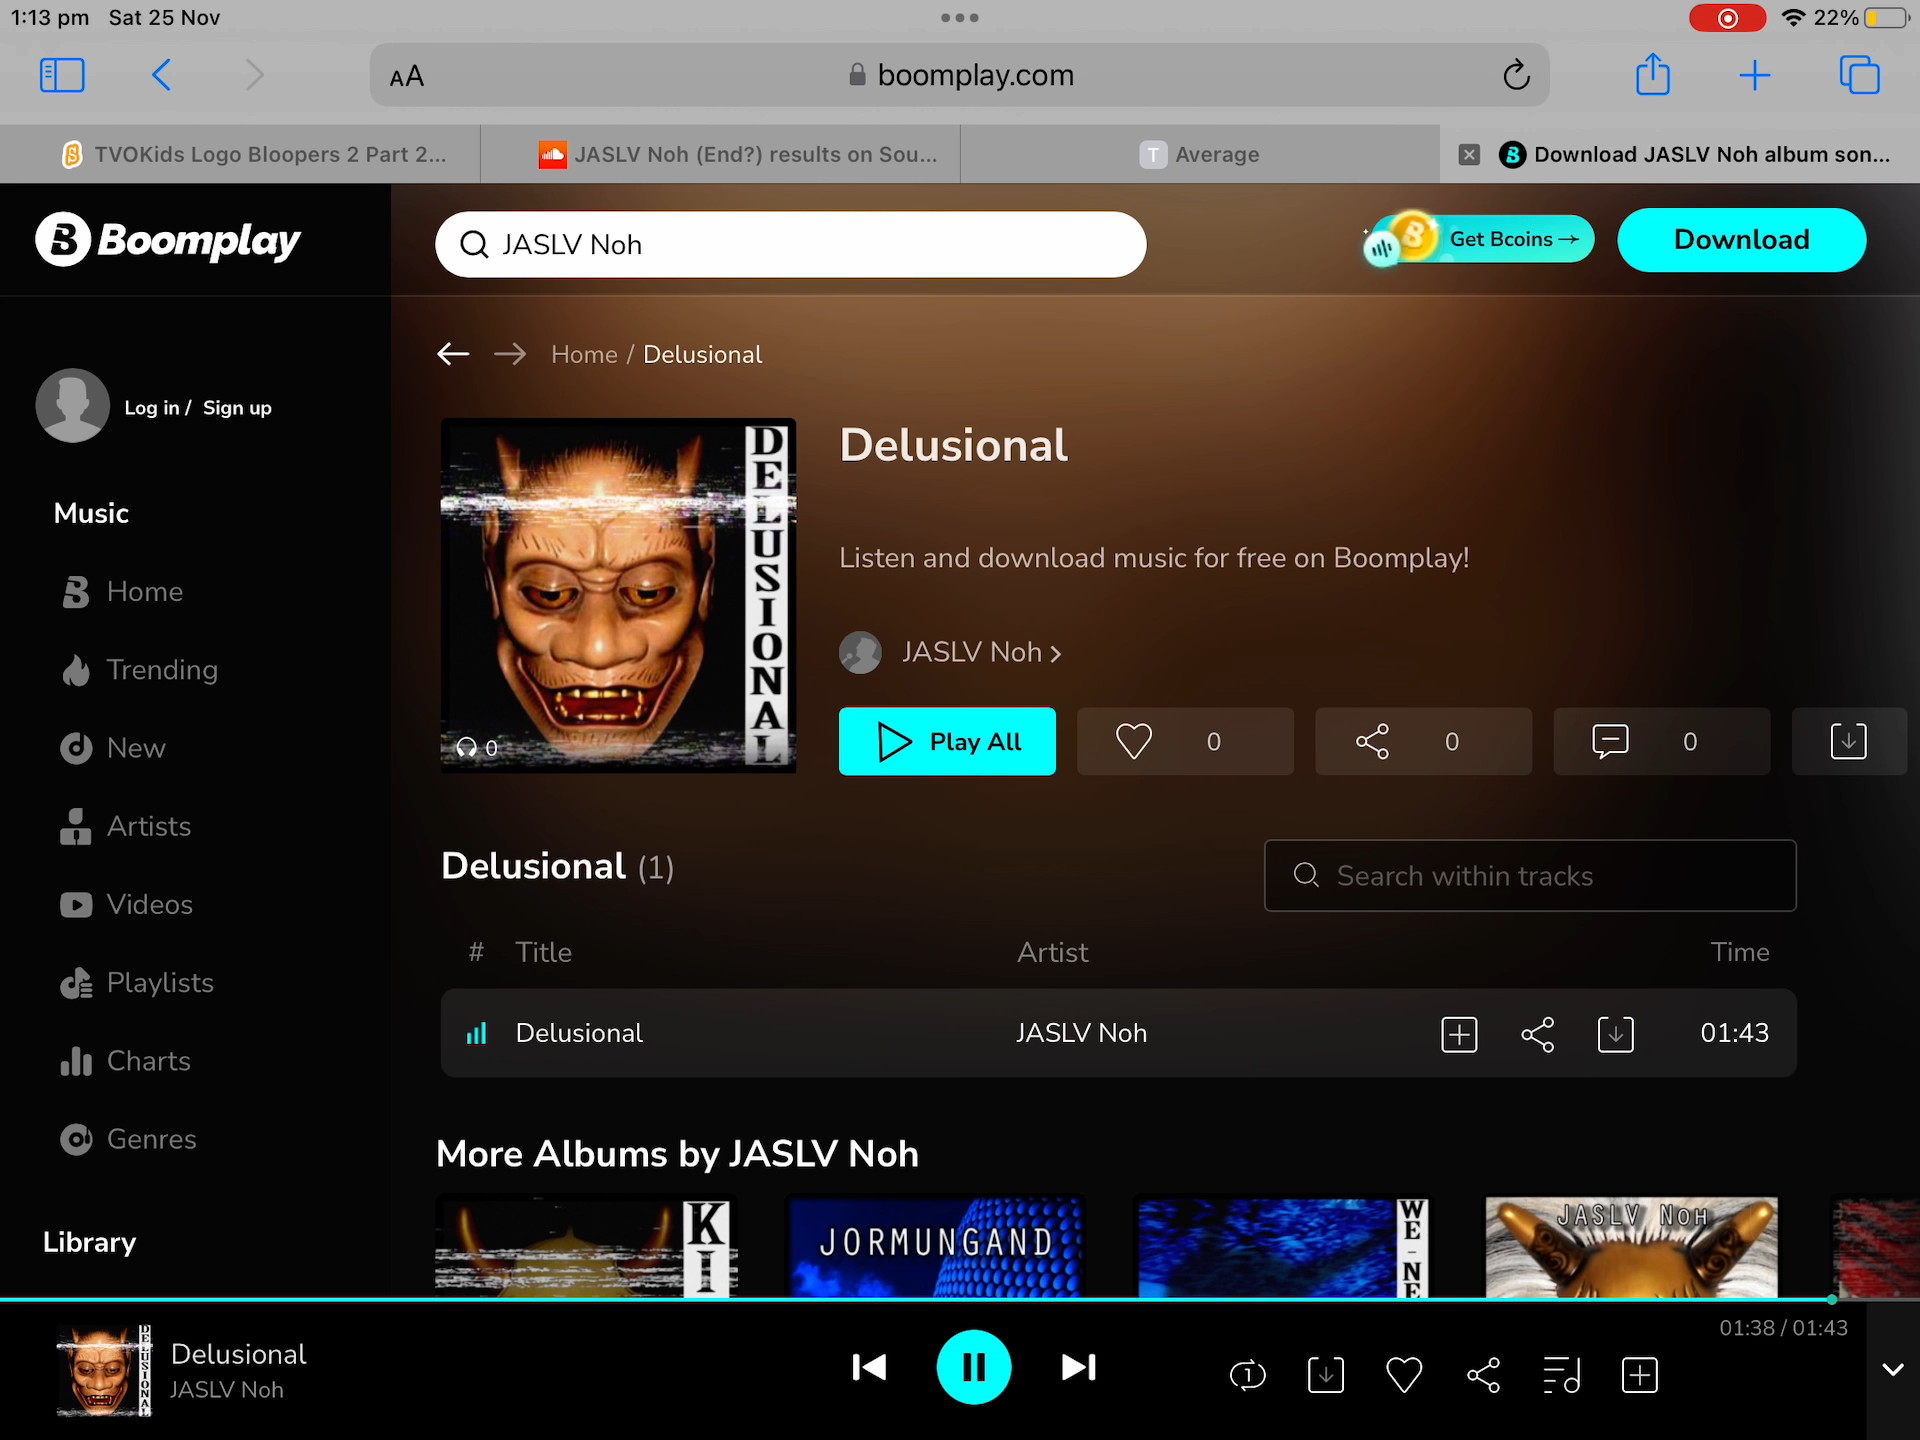 1:13 pm Sat 25 Nov
22%
AA
boomplay.com
TVOKids Logo Bloopers 2 Part 2...
JASLV Noh (End?) results on Sou...
T Average
Download JASLV Noh album son...
Boomplay
JASLV Noh
Get Bcoins →
Download
Log in / Sign up
Home / Delusional
DELUSIONAL
0
Delusional
Listen and download music for free on Boomplay!
JASLV Noh
Play All
0
0
0
Music
Home
Trending
New
Artists
Videos
Playlists
Charts
Genres
Library
Delusional (1)
Search within tracks
# Title Artist Time
Delusional JASLV Noh 01:43
More Albums by JASLV Noh
KI
JORMUNGAND
WE-NE
JASLV NOH
DELUSIONAL
Delusional
JASLV Noh
1
01:38 / 01:43